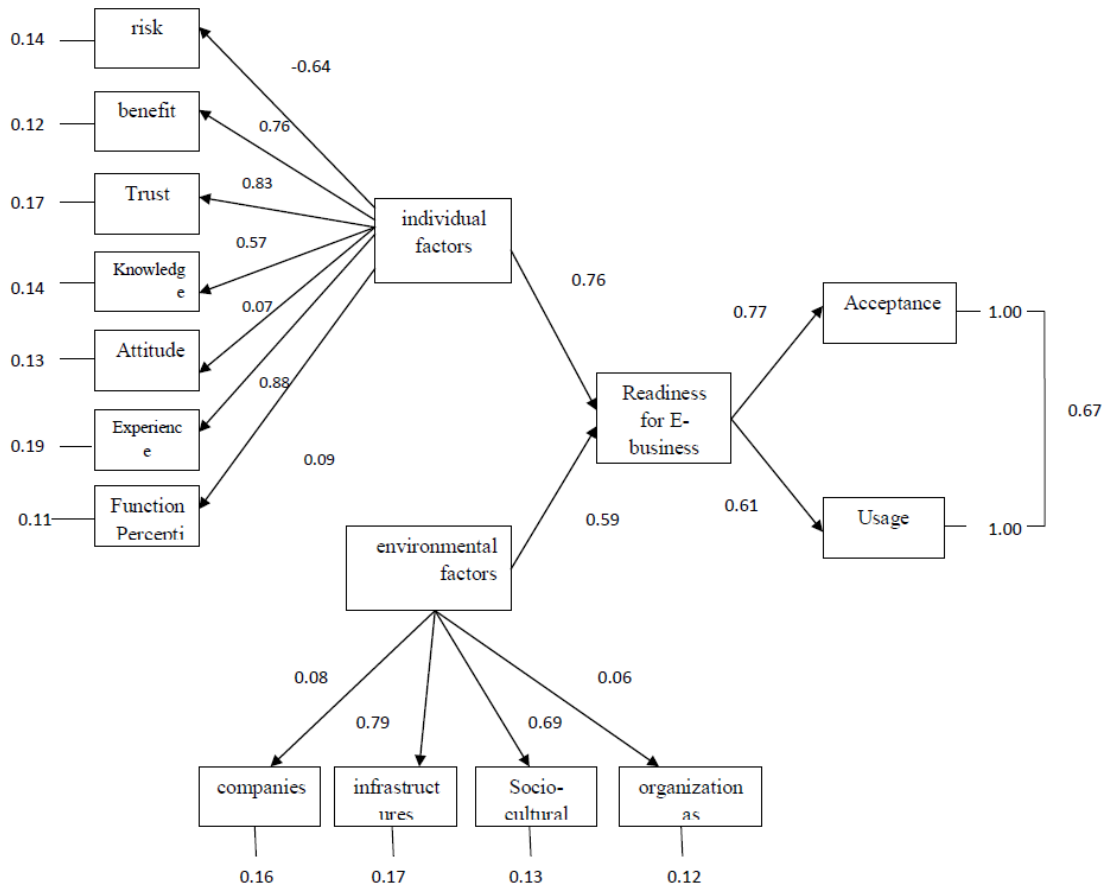 risk
0.14
-0.64
benefit
0.12
0.76
Trust
0.17
0.83
individual
factors
0.57
Knowledg
e
0.14
0.07
Attitude
0.13
0.88
Experienc
e
0.19
0.09
Function
Percenti
0.11
0.76
0.77
Acceptance
1.00
Readiness
for E-
business
0.67
0.59
0.61
Usage
1.00
environmental
factors
0.08
0.79
0.69
0.06
companies
infrastruct
ures
Socio-
cultural
organization
as
0.16
0.17
0.13
0.12